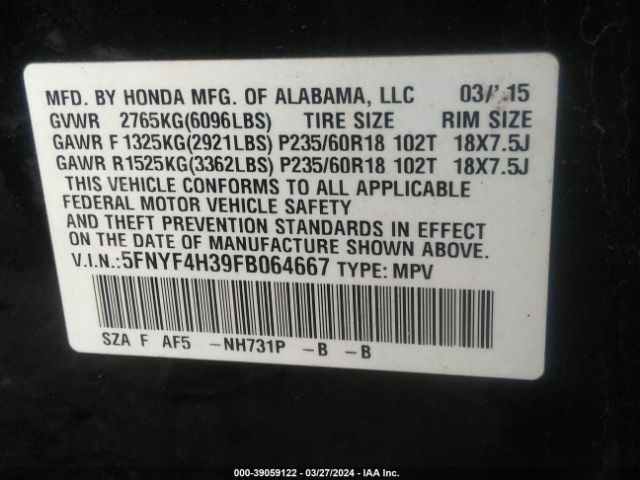 MFD. BY HONDA MFG. OF ALABAMA, LLC 03/15
GVWR 2765KG(6096LBS) TIRE SIZE RIM SIZE
GAWR F 1325KG(2921LBS) P235/60R18 102T 18X7.5J
GAWR R1525KG(3362LBS) P235/60R18 102T 18X7.5J
THIS VEHICLE CONFORMS TO ALL APPLICABLE
FEDERAL MOTOR VEHICLE SAFETY
AND THEFT PREVENTION STANDARDS IN EFFECT
ON THE DATE OF MANUFACTURE SHOWN ABOVE.
V.I.N.:5FNYF4H39FB064667 TYPE: MPV
SZA F AF5 -NH731P -B -B
000-39059122 - 03/27/2024 - IAA Inc.